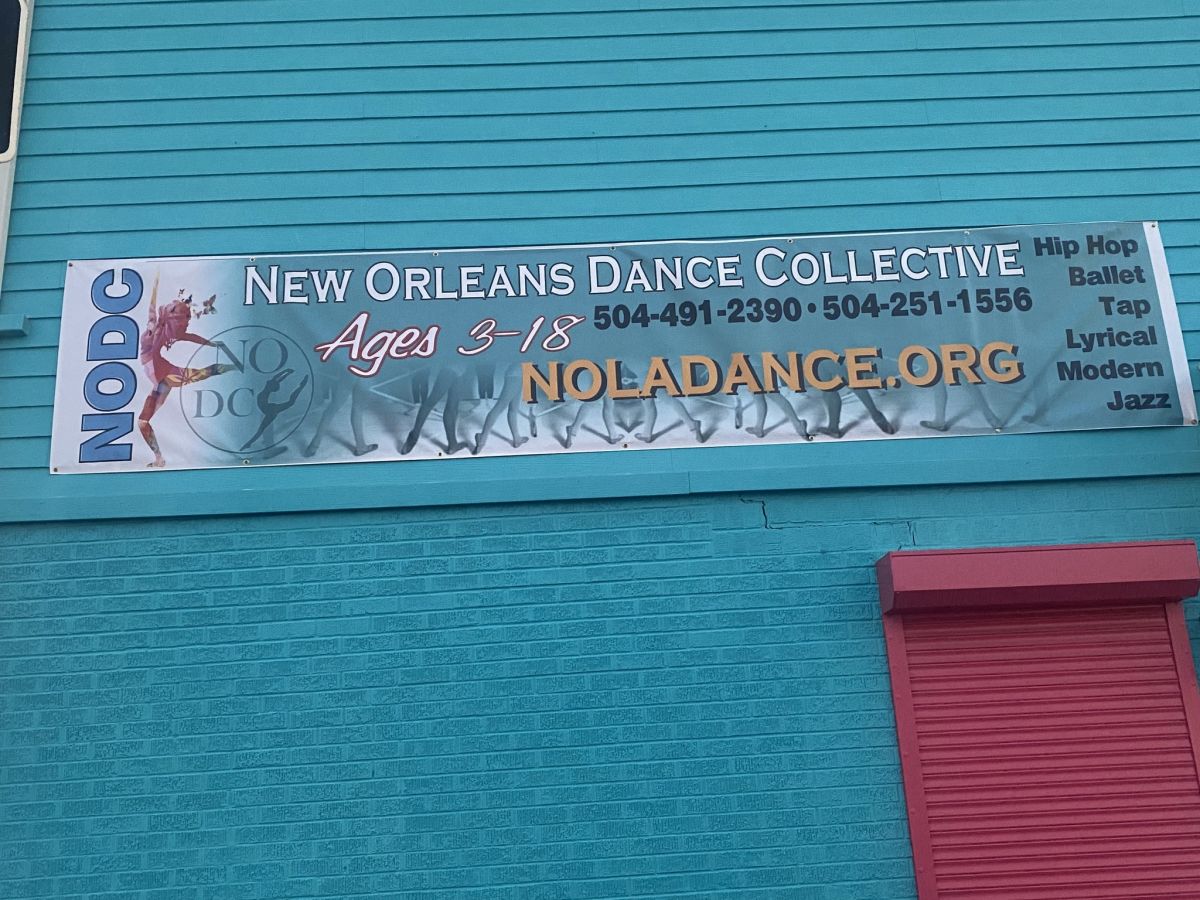 NODC
NO
DC
NEW ORLEANS DANCE COLLECTIVE
Ages 3-18
504-491-2390 • 504-251-1556
NOLADANCE.ORG
Hip Hop
Ballet
Tap
Lyrical
Modern
Jazz